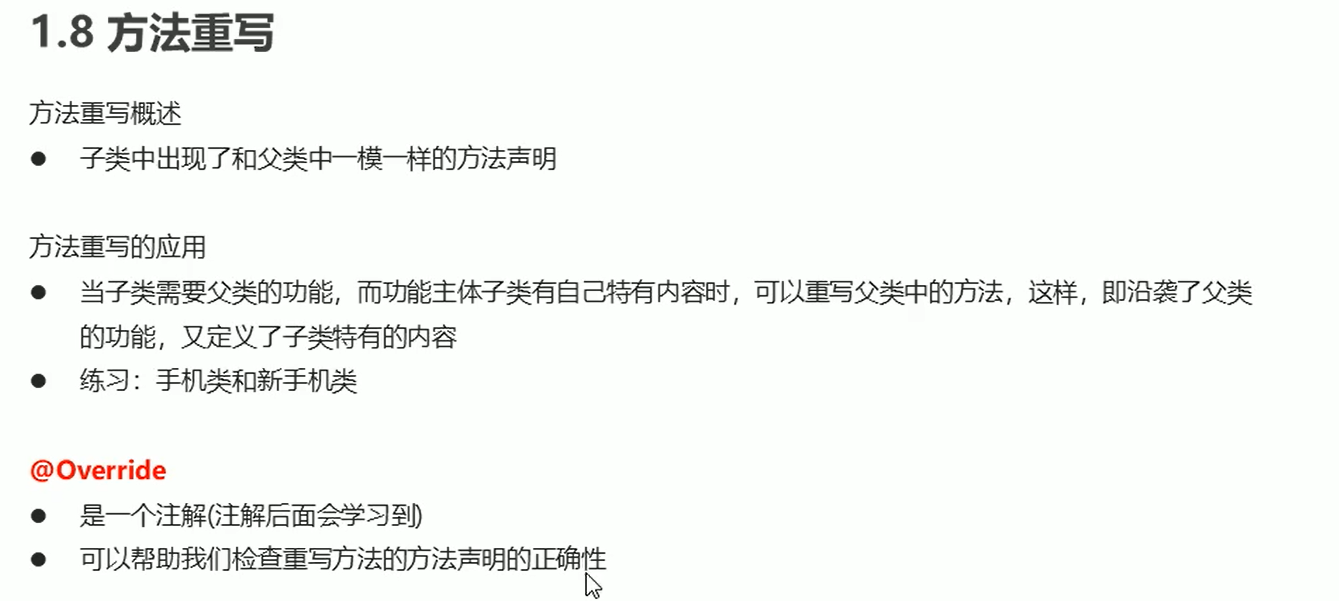 1.8 方法重写
方法重写概述
● 子类中出现了和父类中一模一样的方法声明
方法重写的应用
● 当子类需要父类的功能，而功能主体子类有自己特有内容时，可以重写父类中的方法，这样，即沿袭了父类
的功能，又定义了子类特有的内容
● 练习：手机类和新手机类
@Override
● 是一个注解(注解后面会学习到)
● 可以帮助我们检查重写方法的方法声明的正确性